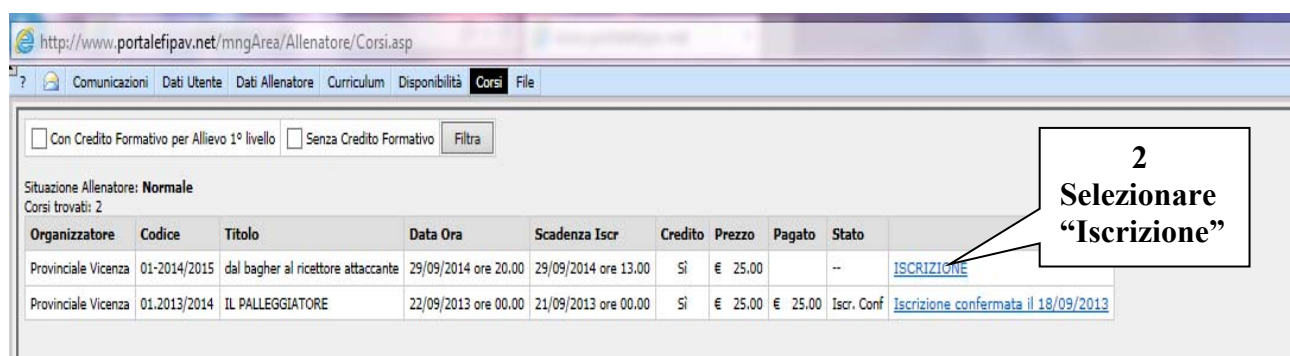 http://www.portalefipav.net/mngArea/Allenatore/Corsi.asp
? Comunicazioni Dati Utente Dati Allenatore Curriculum Disponibilità Corsi File
Con Credito Formativo per Allievo 1º livello Senza Credito Formativo Filtra
2
Selezionare
“Iscrizione”
Situazione Allenatore: Normale
Corsi trovati: 2
Organizzatore Codice Titolo Data Ora Scadenza Iscr Credito Prezzo Pagato Stato
Provinciale Vicenza 01-2014/2015 dal bagher al ricettore attaccante 29/09/2014 ore 20.00 29/09/2014 ore 13.00 Sì € 25.00 -- ISCRIZIONE
Provinciale Vicenza 01.2013/2014 IL PALLEGGIATORE 22/09/2013 ore 00.00 21/09/2013 ore 00.00 Sì € 25.00 € 25.00 Iscr. Conf Iscrizione confermata il 18/09/2013